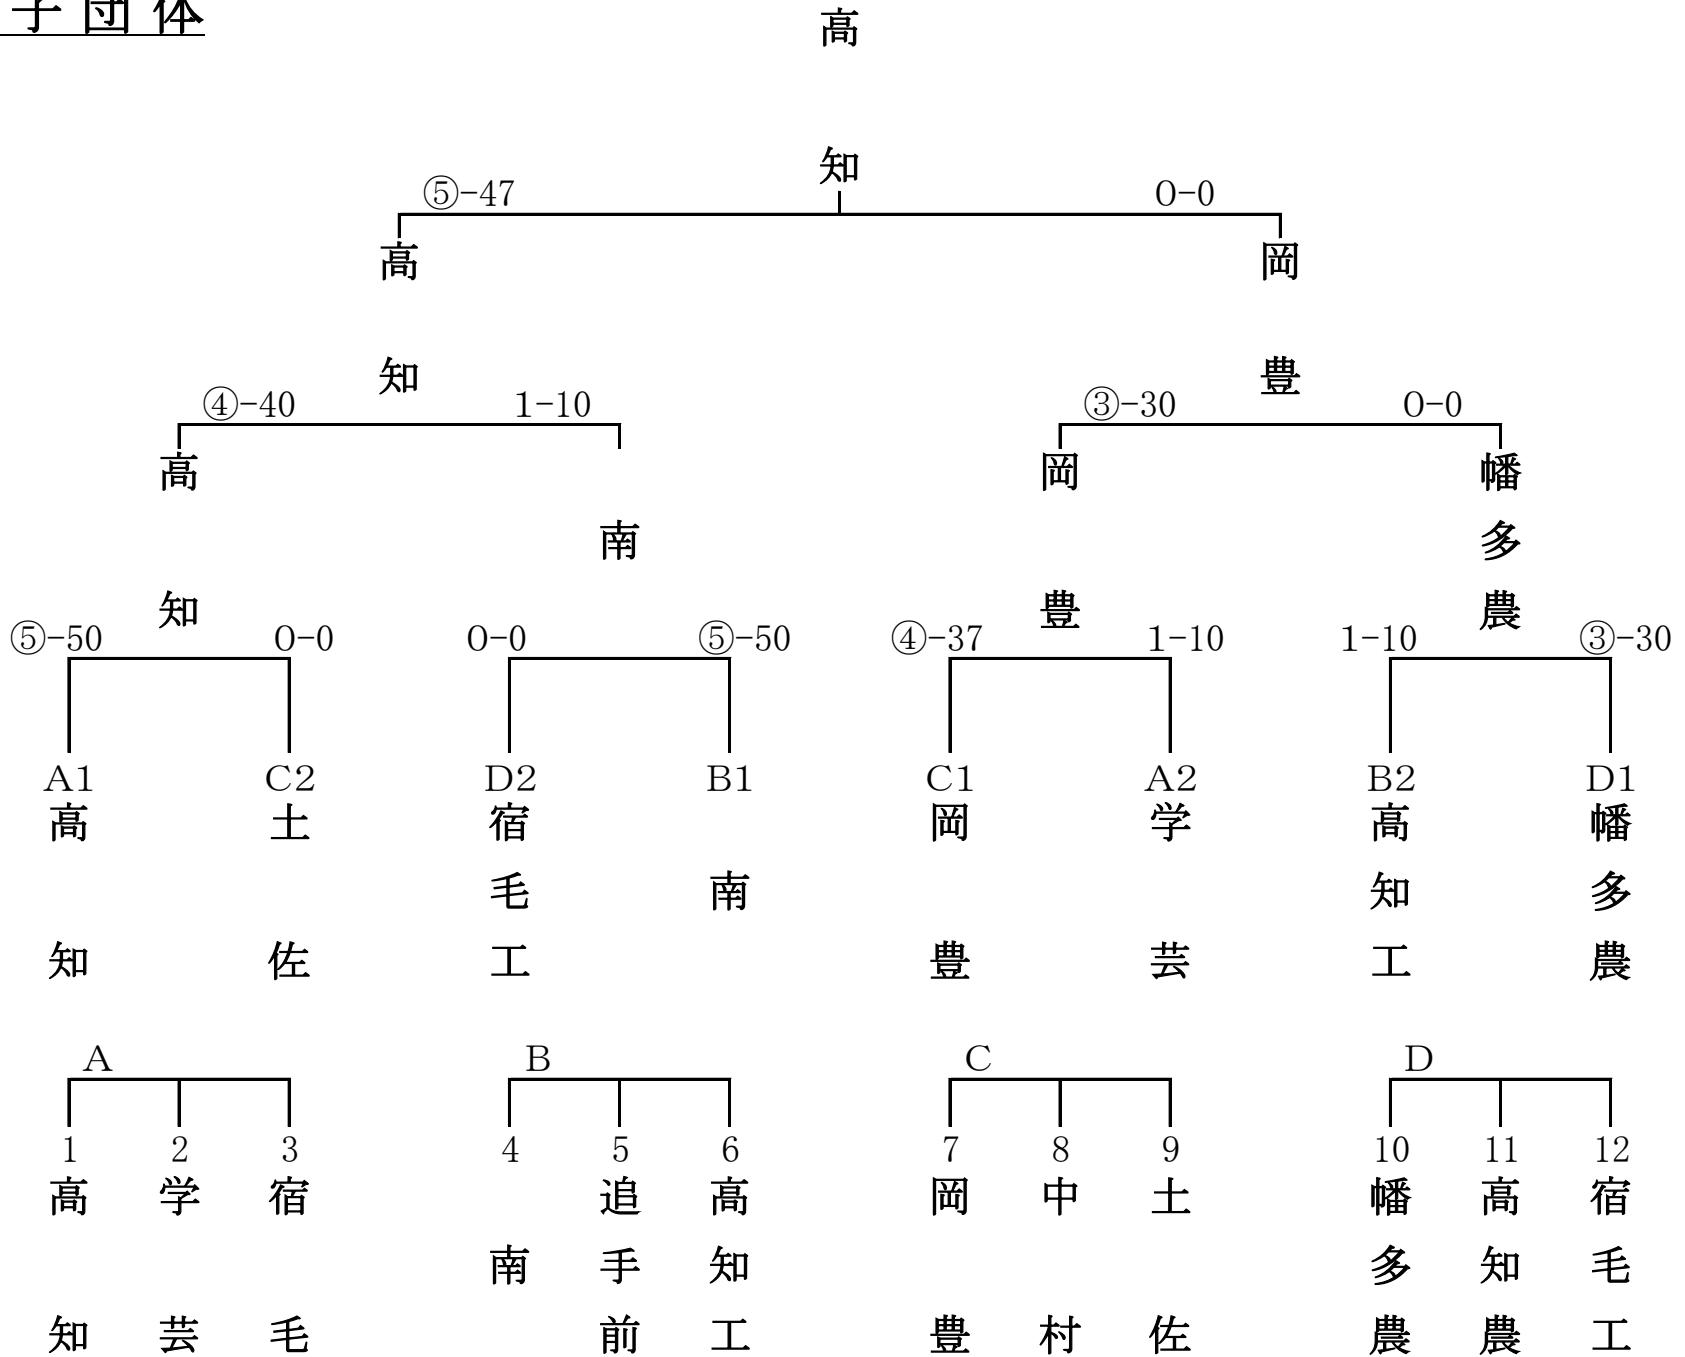 子団体
高知
⑤-47 0-0
高知 岡豊
④-40 1-10 ③-30 0-0
高知 南 岡豊 幡多農
⑤-50 0-0 0-0 ⑤-50 ④-37 1-10 1-10 ③-30
A1 C2 D2 B1 C1 A2 B2 D1
高知 土佐 宿毛工 南 岡豊 学芸 高知工 幡多農
A B C D
1 2 3 4 5 6 7 8 9 10 11 12
高知 学芸 宿毛 南 追手前 高知工 岡豊 中村 土佐 幡多農 高知農 宿毛工